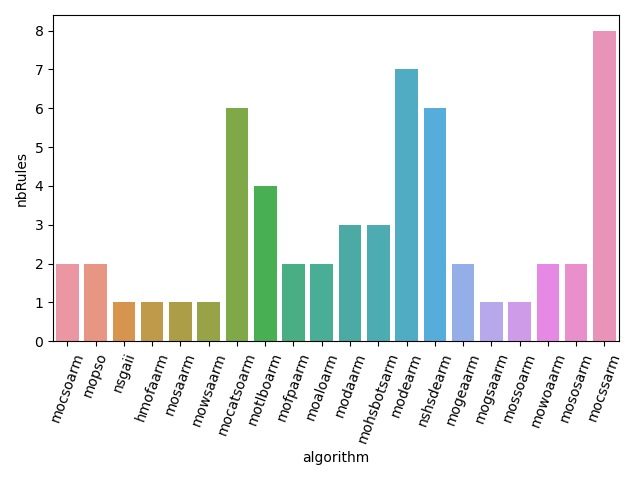 nbRules
8
7
6
5
4
3
2
1
0
mocsoarm
mopso
nsgaii
hmofaarm
mosaarm
mowsaarm
mocatsoarm
motlboarm
mofpaarm
moaloarm
modaarm
mohsbotsarm
modearm
nshsdearm
mogeaarm
mogsaarm
mossoarm
mowoaarm
mososarm
mocssarm
algorithm